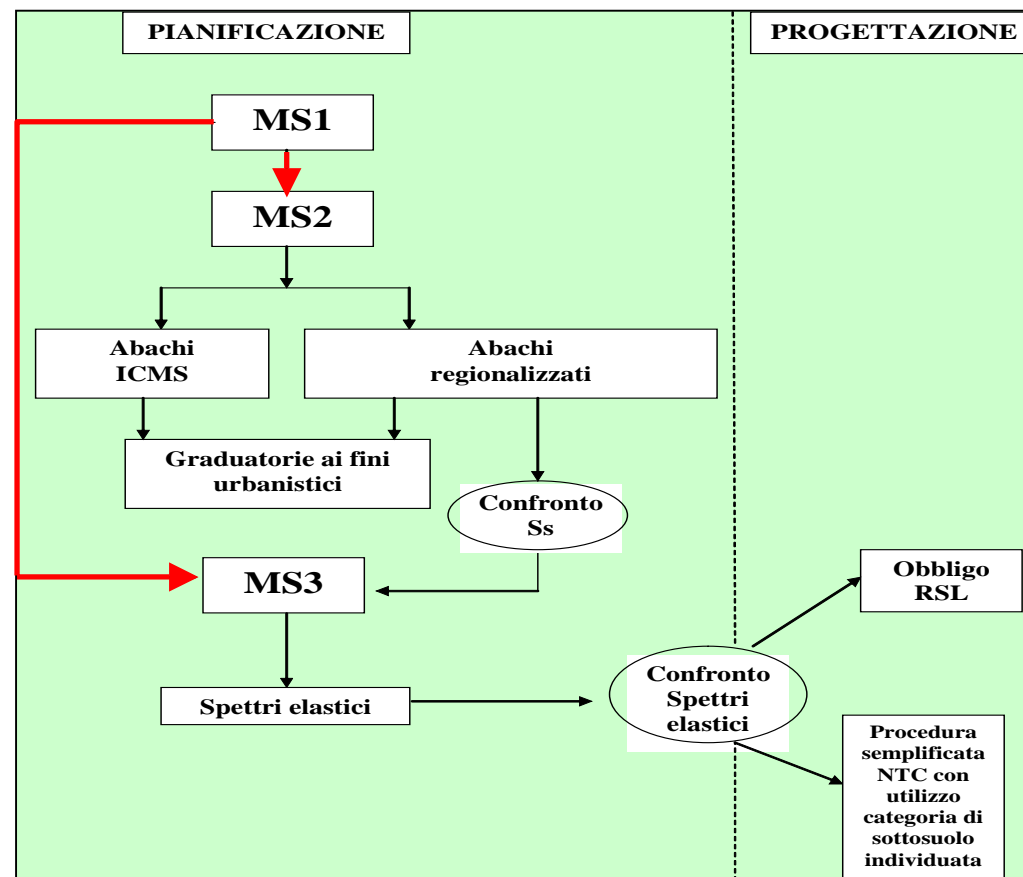 PIANIFICAZIONE
PROGETTAZIONE
MS1
MS2
Abachi
ICMS
Abachi
regionalizzati
Graduatorie ai fini
urbanistici
Confronto
Ss
MS3
Obbligo
RSL
Spettri elastici
Confronto
Spettri
elastici
Procedura
semplificata
NTC con
utilizzo
categoria di
sottosuolo
individuata